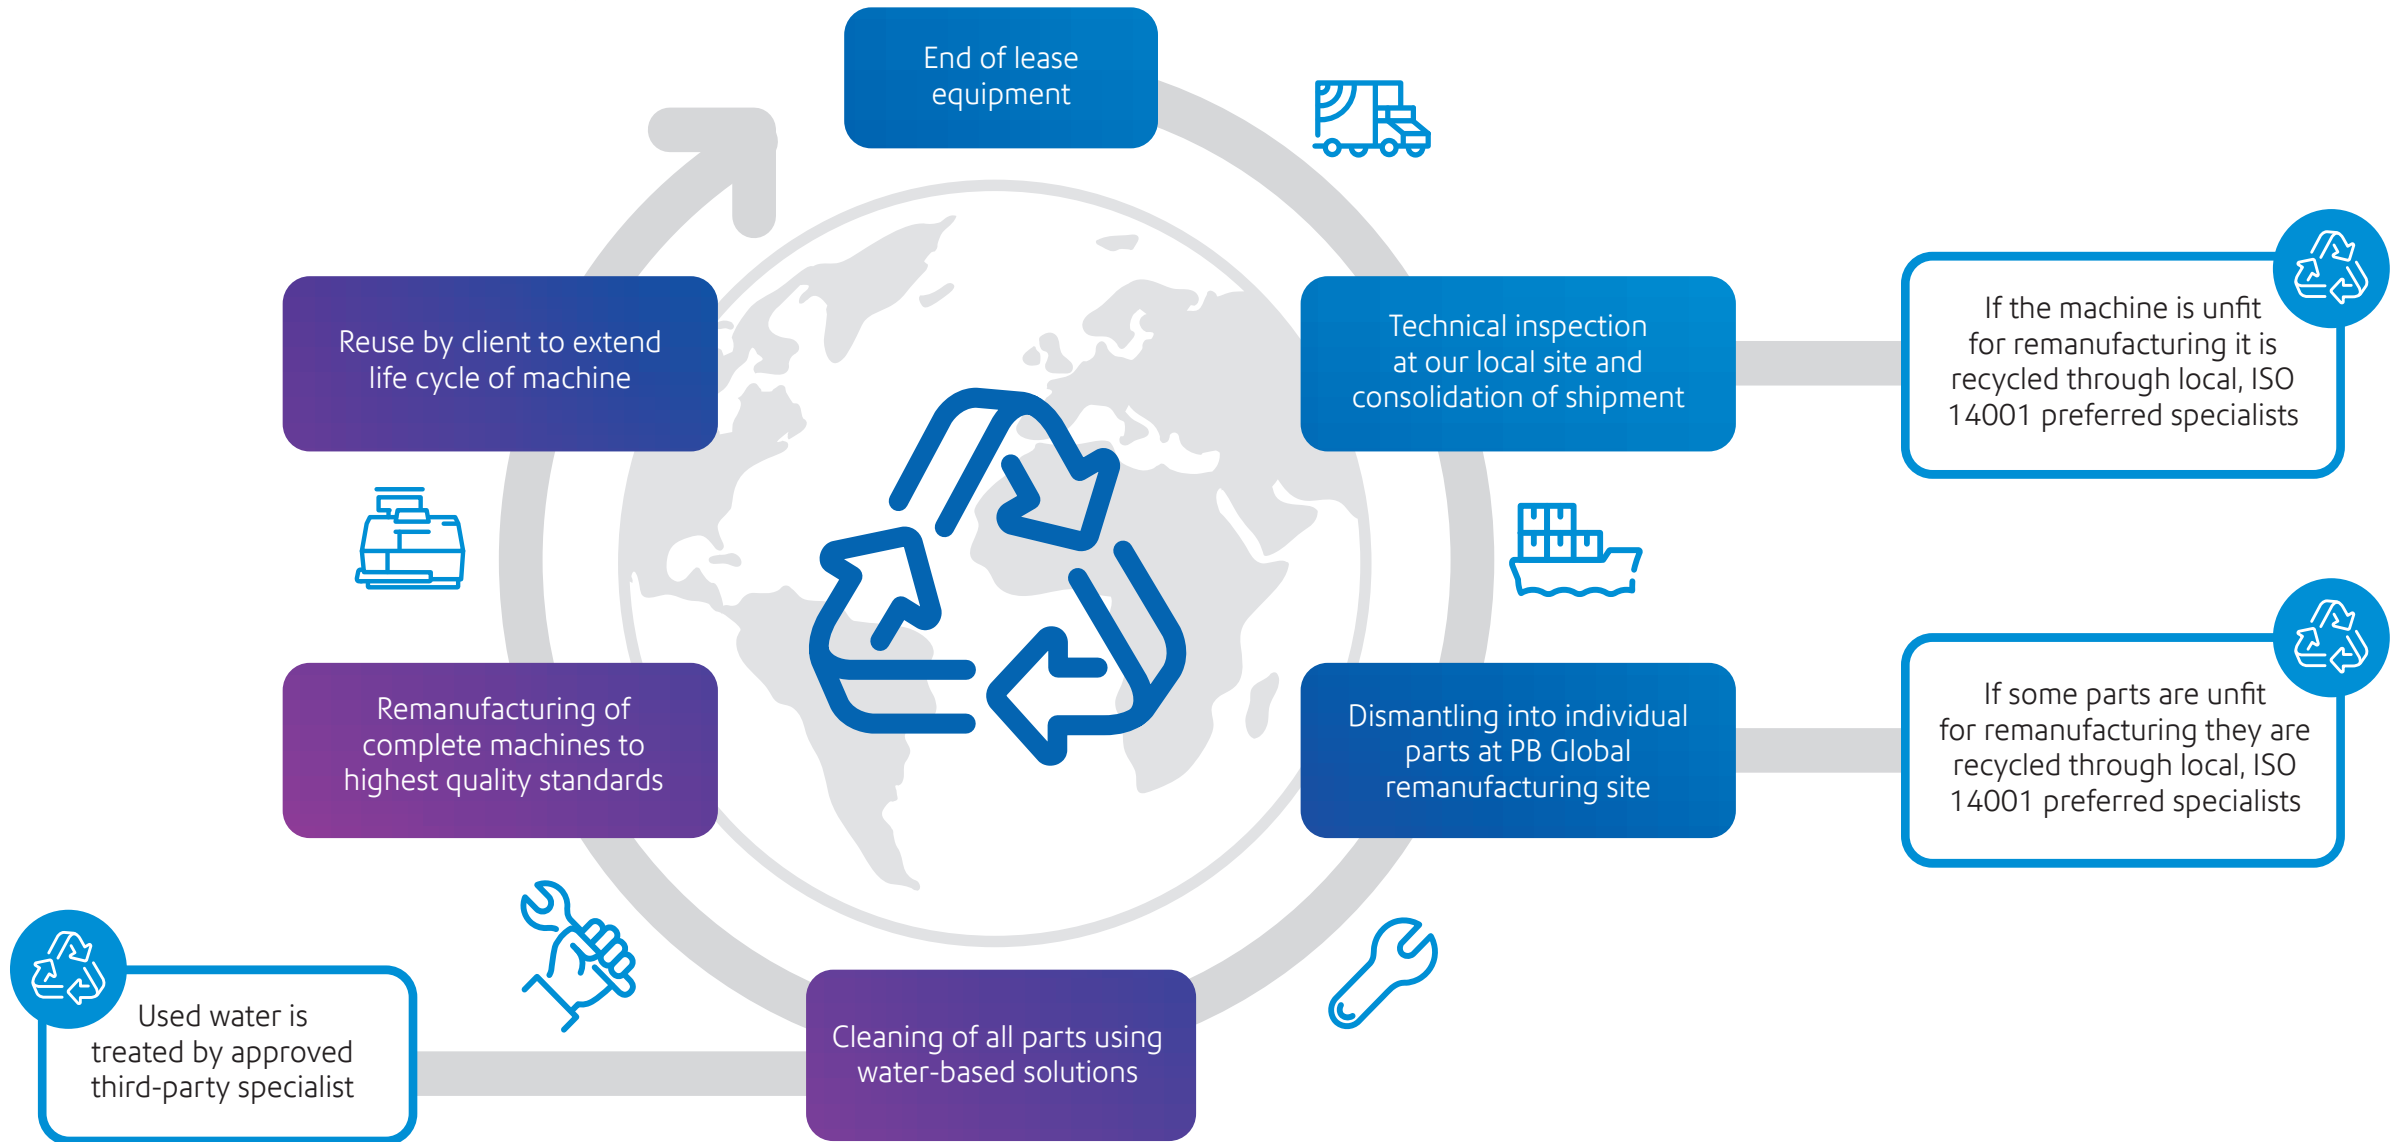 End of lease
equipment
Technical inspection
at our local site and
consolidation of shipment
If the machine is unfit
for remanufacturing it is
recycled through local, ISO
14001 preferred specialists
Dismantling into individual
parts at PB Global
remanufacturing site
If some parts are unfit
for remanufacturing they are
recycled through local, ISO
14001 preferred specialists
Cleaning of all parts using
water-based solutions
Used water is
treated by approved
third-party specialist
Remanufacturing of
complete machines to
highest quality standards
Reuse by client to extend
life cycle of machine